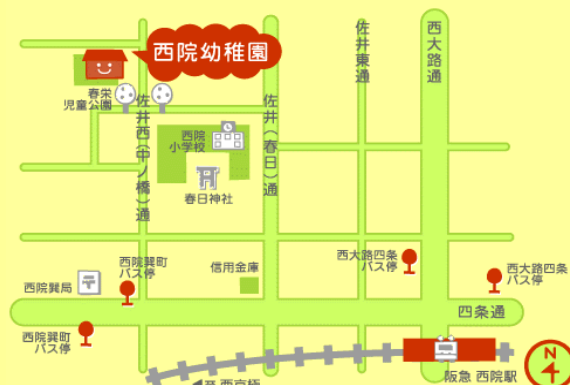 西院幼稚園
佐井東通
西大路通
春栄
児童公園
佐井西(中ノ橋)通
佐井(春日)通
西院
小学校
春日神社
西院巽町
バス停
信用金庫
西大路四条
バス停
西大路四条
バス停
西院巽局
〒
四条通
西院巽町
バス停
阪急 西院駅
N